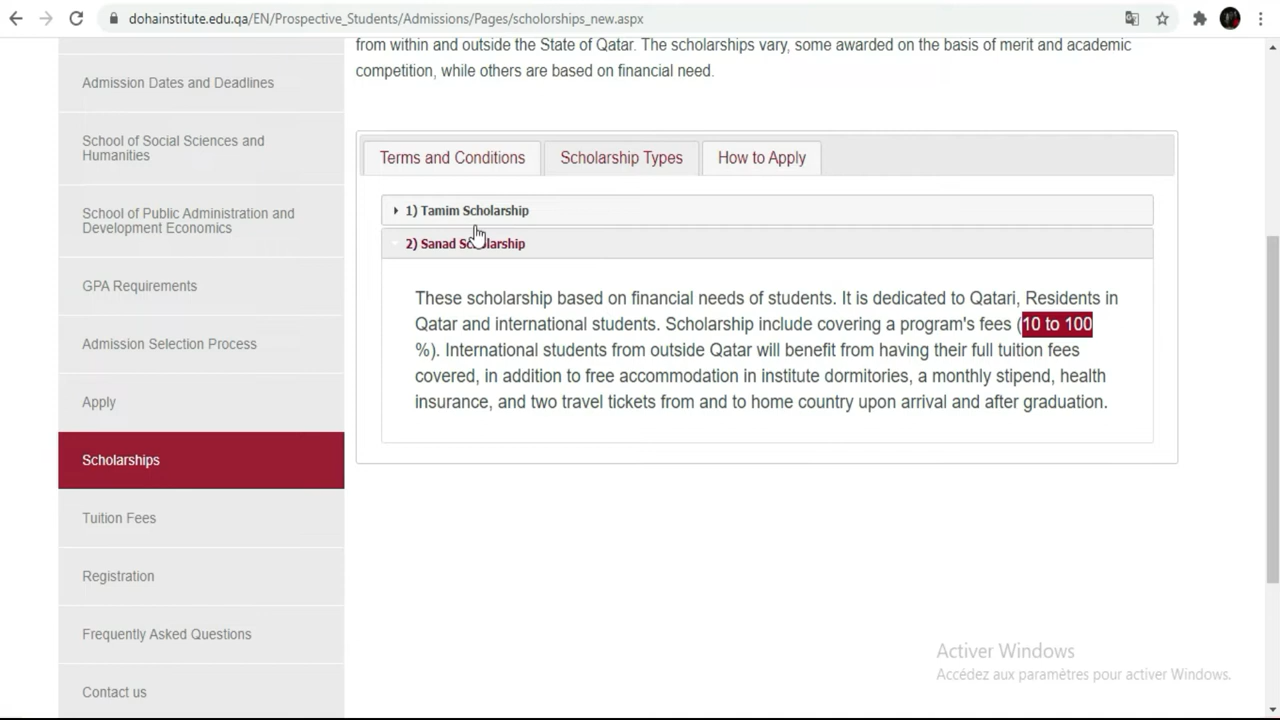 dohainstitute.edu.qa/EN/Prospective_Students/Admissions/Pages/scholorships_new.aspx
from within and outside the State of Qatar. The scholarships vary, some awarded on the basis of merit and academic
competition, while others are based on financial need.
Admission Dates and Deadlines
School of Social Sciences and
Humanities
School of Public Administration and
Development Economics
GPA Requirements
Admission Selection Process
Apply
Scholarships
Tuition Fees
Registration
Frequently Asked Questions
Contact us
Terms and Conditions
Scholarship Types
How to Apply
1) Tamim Scholarship
2) Sanad Scholarship
These scholarship based on financial needs of students. It is dedicated to Qatari, Residents in
Qatar and international students. Scholarship include covering a program's fees (10 to 100
%). International students from outside Qatar will benefit from having their full tuition fees
covered, in addition to free accommodation in institute dormitories, a monthly stipend, health
insurance, and two travel tickets from and to home country upon arrival and after graduation.
Activer Windows
Accédez aux paramètres pour activer Windows.